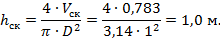 h_ск = (4 · V_ск) / (π · D²) = (4 · 0,783) / (3,14 · 1²) = 1,0 м.